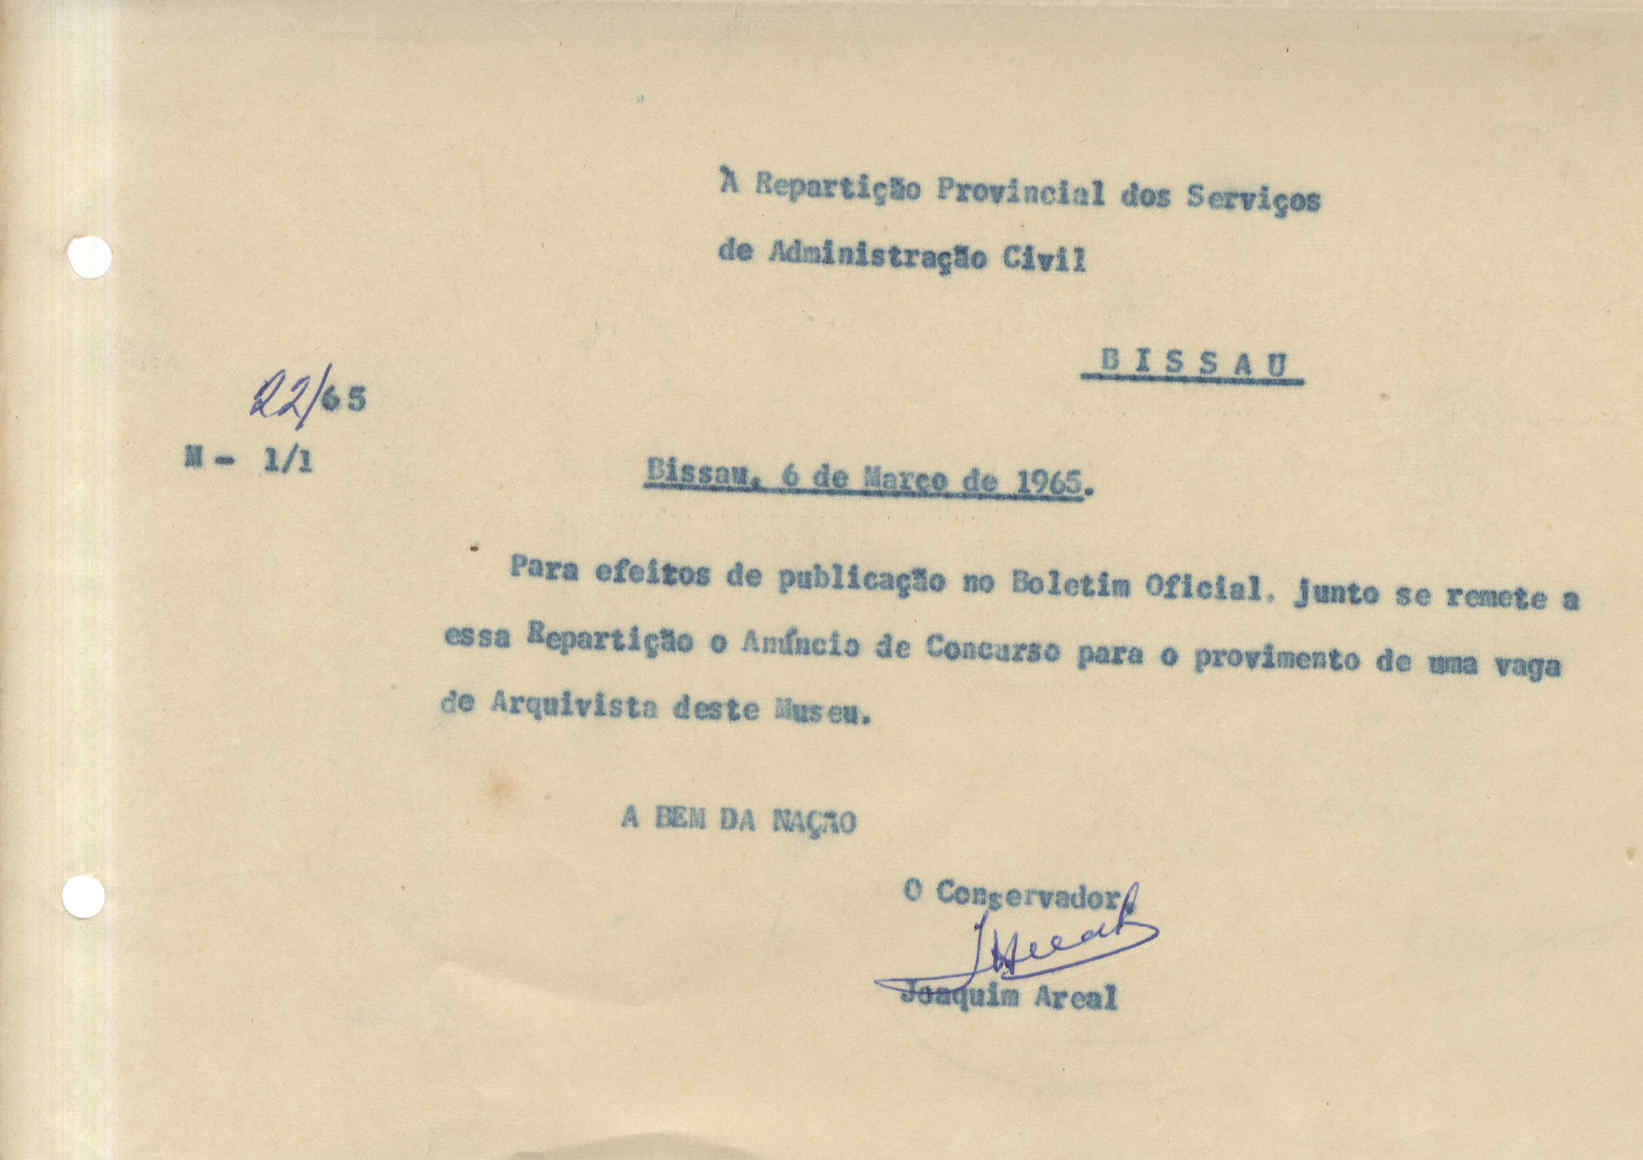 À Repartição Provincial dos Serviços
de Administração Civil
BISSAU
22/65
M - 1/1
Bissau, 6 de Março de 1965.
Para efeitos de publicação no Boletim Oficial, junto se remete a
essa Repartição o Anúncio de Concurso para o provimento de uma vaga
de Arquivista deste Museu.
A BEM DA NAÇÃO
O Conservador,
JAreal
Joaquim Areal